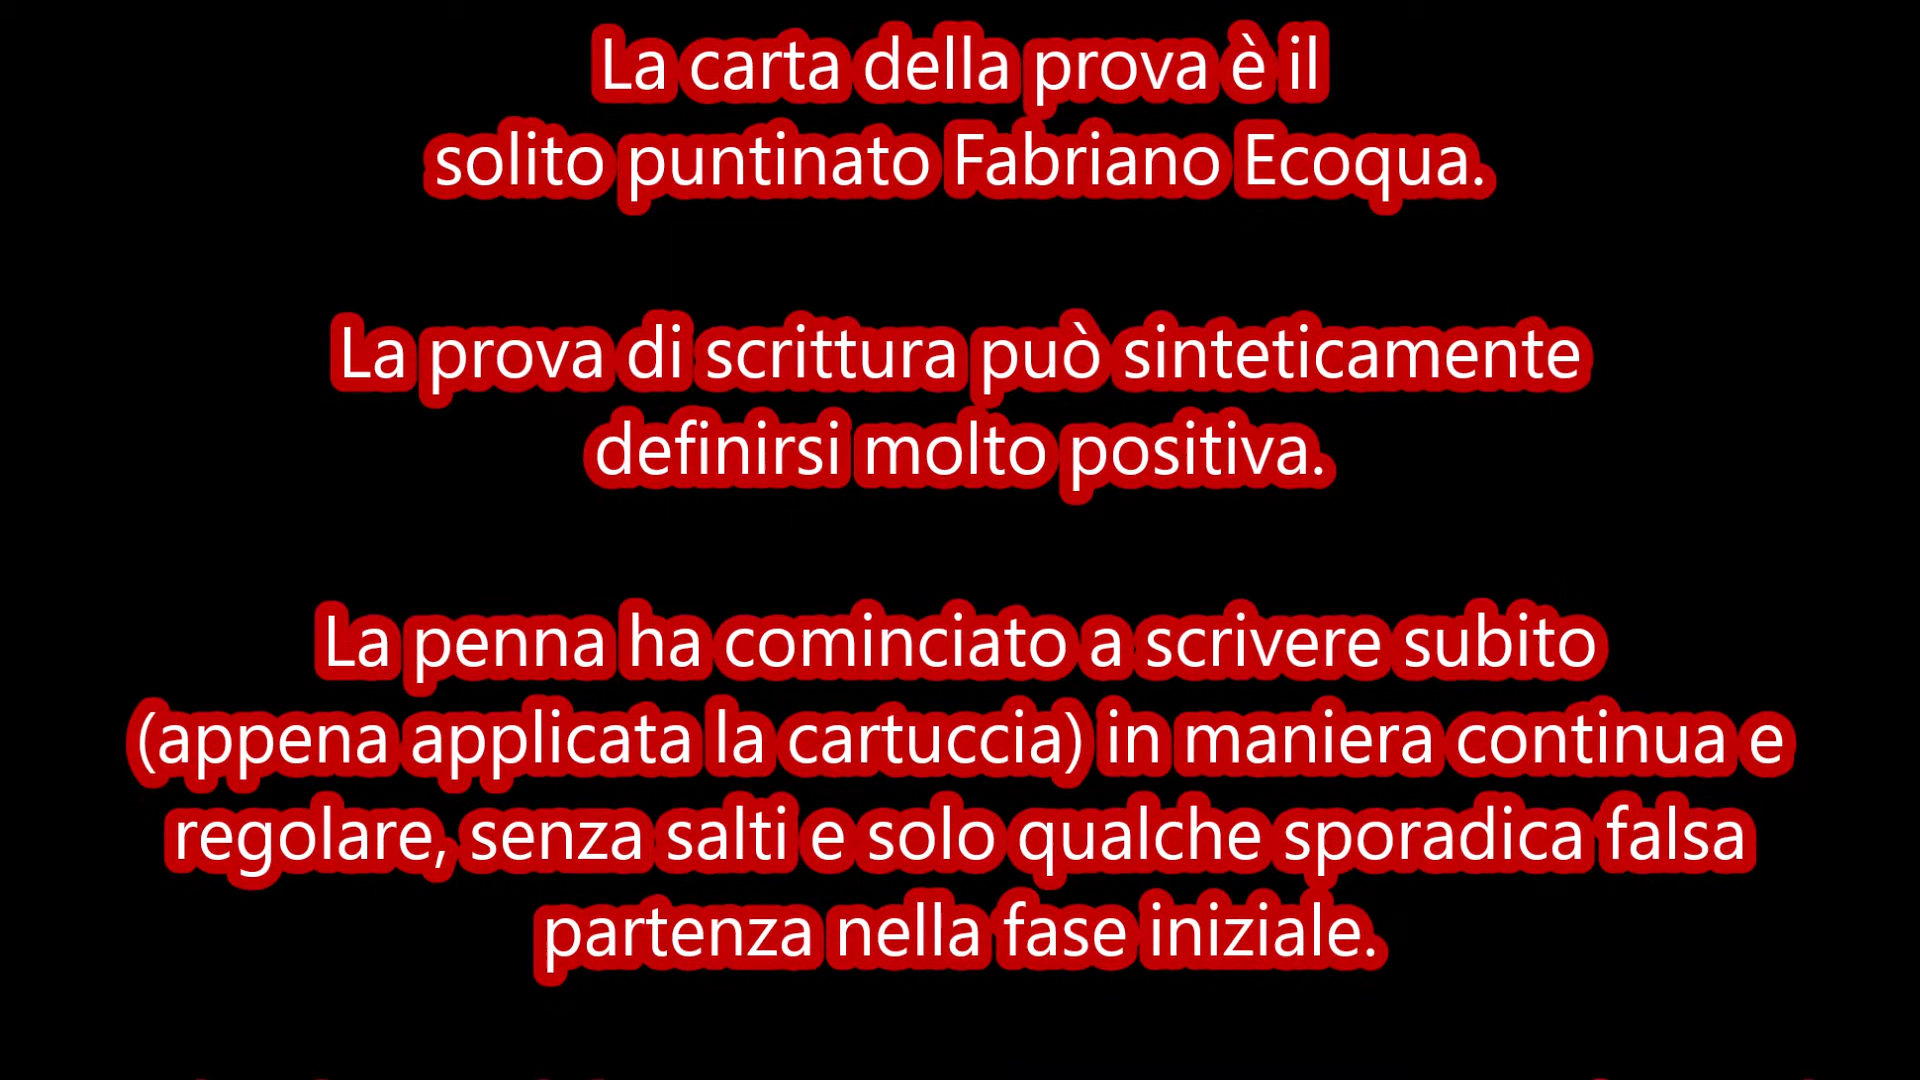 La carta della prova è il
solito puntinato Fabriano Ecoqua.
La prova di scrittura può sinteticamente
definirsi molto positiva.
La penna ha cominciato a scrivere subito
(appena applicata la cartuccia) in maniera continua e
regolare, senza salti e solo qualche sporadica falsa
partenza nella fase iniziale.